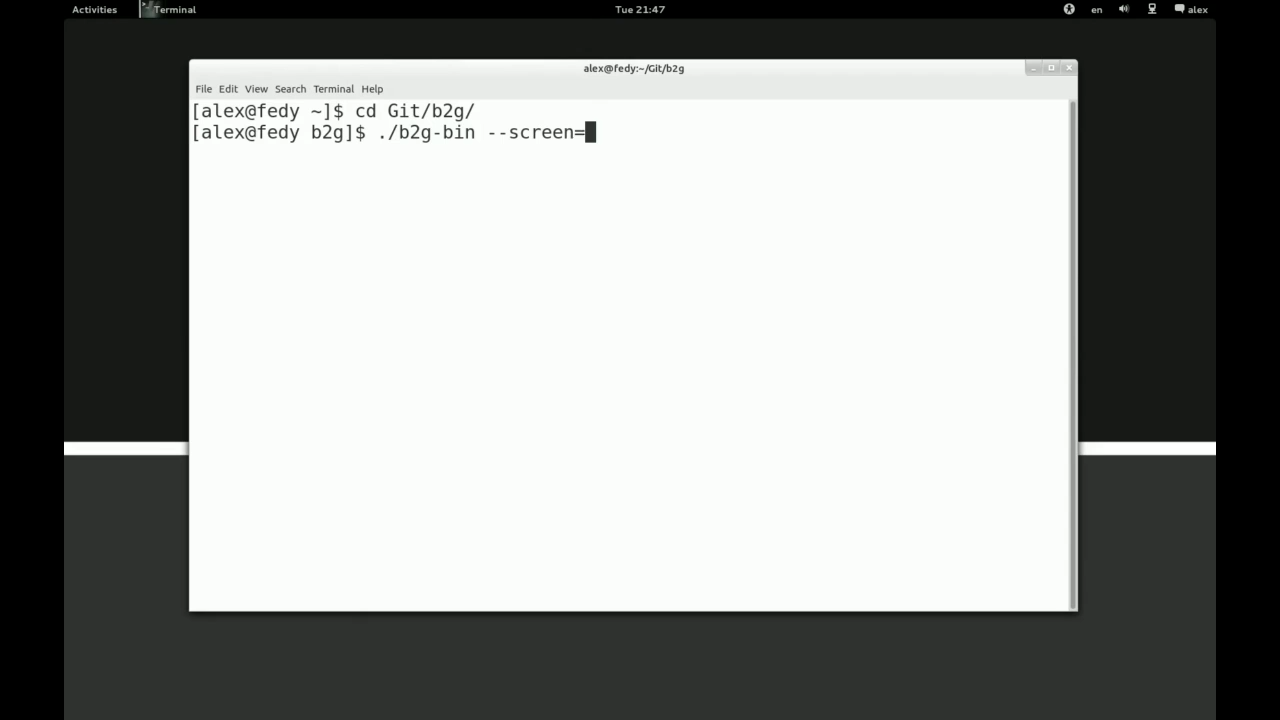 Activities Terminal Tue 21:47 en alex
alex@fedy:~/Git/b2g
File Edit View Search Terminal Help
[alex@fedy ~]$ cd Git/b2g/
[alex@fedy b2g]$ ./b2g-bin --screen=